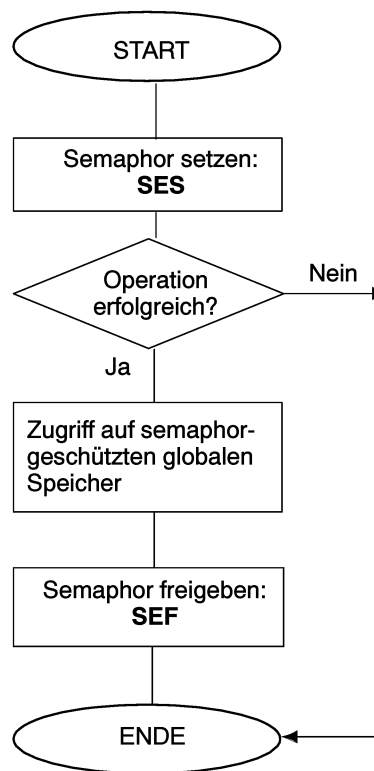 START
Semaphor setzen:
SES
Operation
erfolgreich?
Nein
Ja
Zugriff auf semaphor-
geschützten globalen
Speicher
Semaphor freigeben:
SEF
ENDE